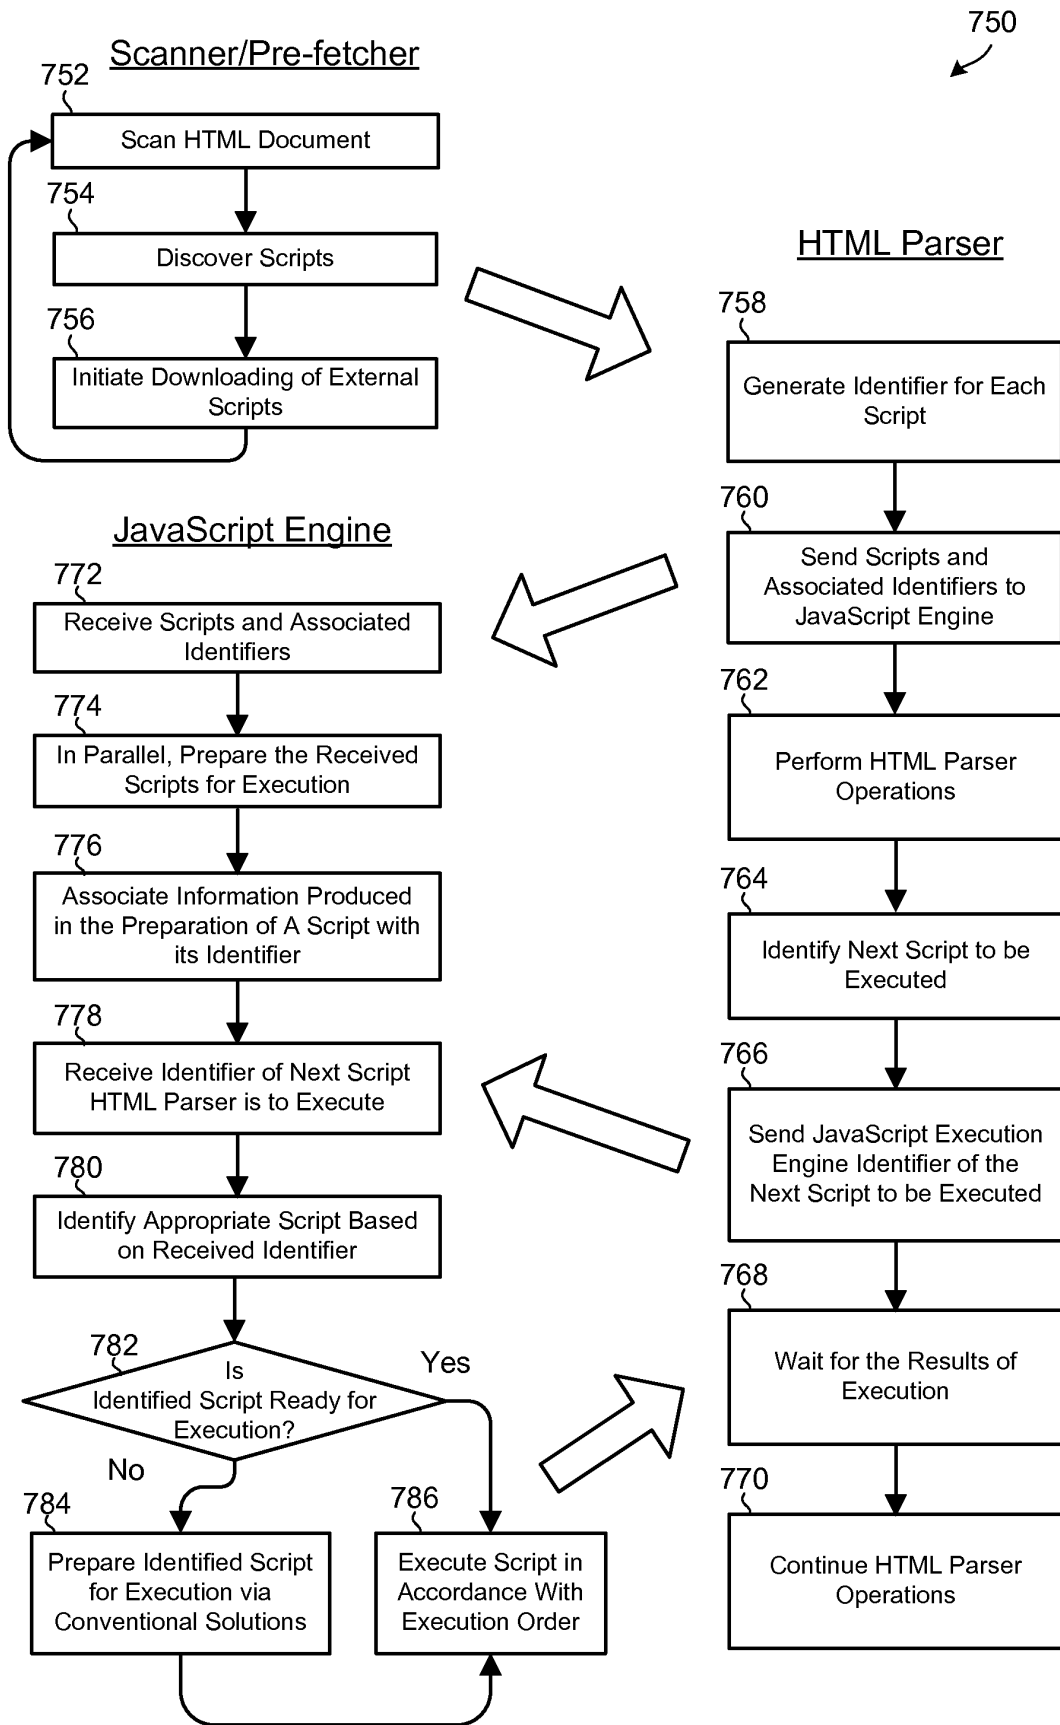 750
Scanner/Pre-fetcher
752
Scan HTML Document
754
Discover Scripts
756
Initiate Downloading of External
Scripts
HTML Parser
758
Generate Identifier for Each
Script
760
Send Scripts and
Associated Identifiers to
JavaScript Engine
762
Perform HTML Parser
Operations
764
Identify Next Script to be
Executed
766
Send JavaScript Execution
Engine Identifier of the
Next Script to be Executed
768
Wait for the Results of
Execution
770
Continue HTML Parser
Operations
JavaScript Engine
772
Receive Scripts and Associated
Identifiers
774
In Parallel, Prepare the Received
Scripts for Execution
776
Associate Information Produced
in the Preparation of A Script with
its Identifier
778
Receive Identifier of Next Script
HTML Parser is to Execute
780
Identify Appropriate Script Based
on Received Identifier
782
Is
Identified Script Ready for
Execution?
Yes
No
784
Prepare Identified Script
for Execution via
Conventional Solutions
786
Execute Script in
Accordance With
Execution Order